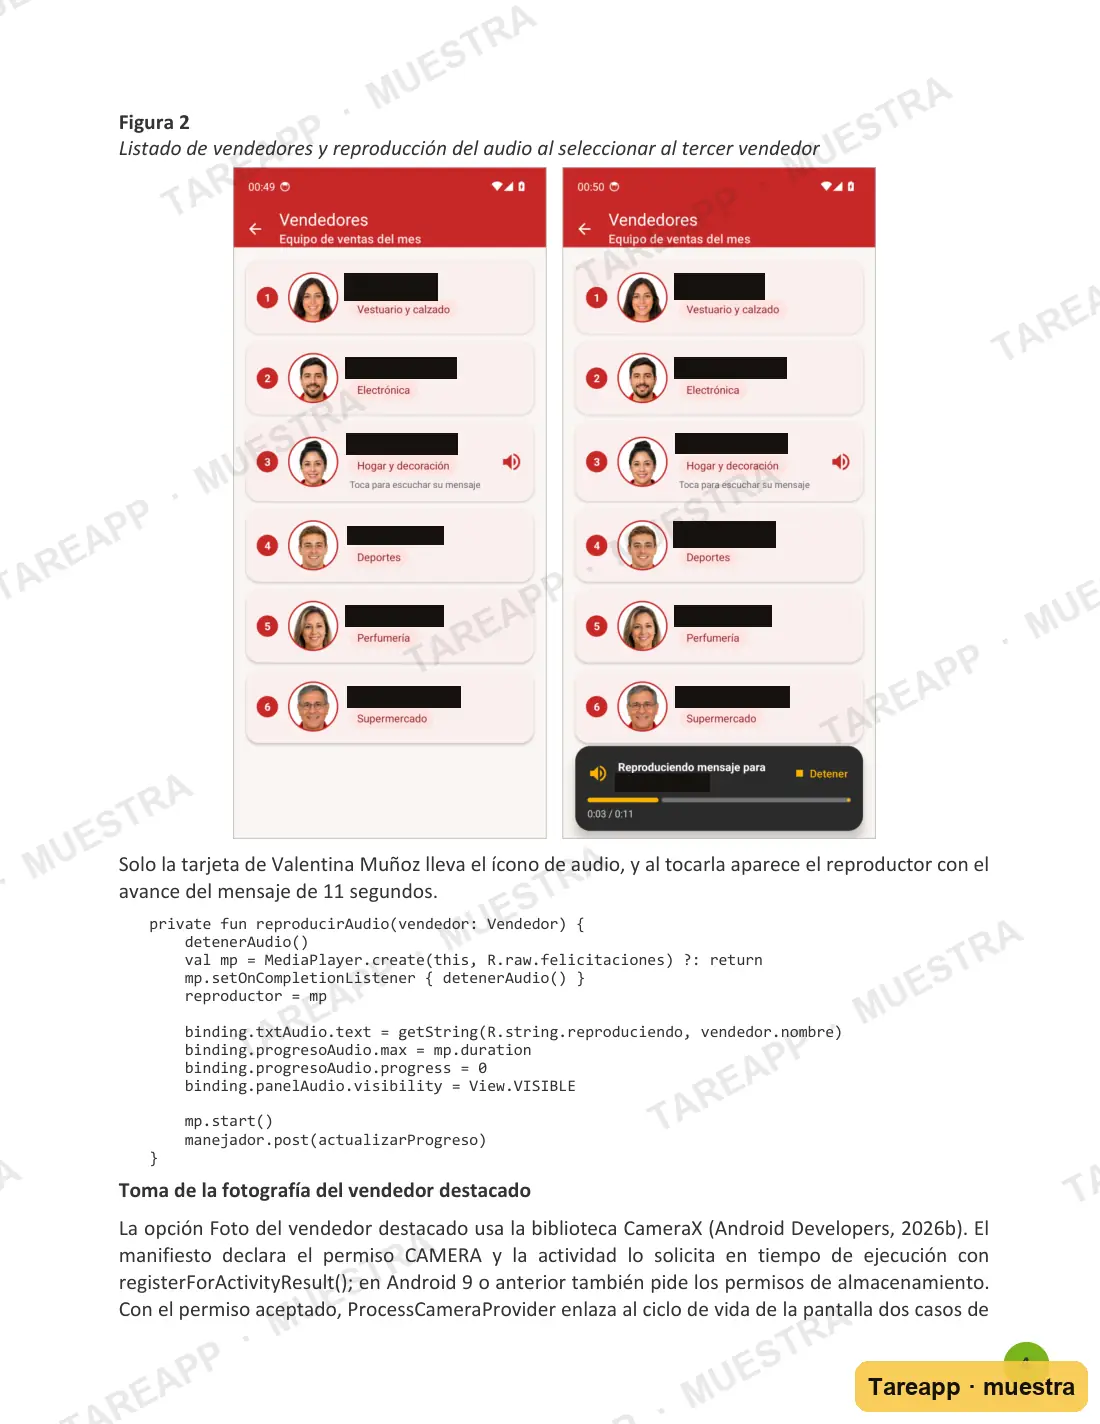 Figura 2
Listado de vendedores y reproducción del audio al seleccionar al tercer vendedor
00:49
Vendedores
Equipo de ventas del mes
1
Vestuario y calzado
2
Electrónica
3
Hogar y decoración
Toca para escuchar su mensaje
4
Deportes
5
Perfumería
6
Supermercado
00:50
Vendedores
Equipo de ventas del mes
1
Vestuario y calzado
2
Electrónica
3
Hogar y decoración
Toca para escuchar su mensaje
4
Deportes
5
Perfumería
6
Supermercado
Reproduciendo mensaje para
Detener
0:03 / 0:11
Solo la tarjeta de Valentina Muñoz lleva el ícono de audio, y al tocarla aparece el reproductor con el
avance del mensaje de 11 segundos.
private fun reproducirAudio(vendedor: Vendedor) {
detenerAudio()
val mp = MediaPlayer.create(this, R.raw.felicitaciones) ?: return
mp.setOnCompletionListener { detenerAudio() }
reproductor = mp
binding.txtAudio.text = getString(R.string.reproduciendo, vendedor.nombre)
binding.progresoAudio.max = mp.duration
binding.progresoAudio.progress = 0
binding.panelAudio.visibility = View.VISIBLE
mp.start()
manejador.post(actualizarProgreso)
}
Toma de la fotografía del vendedor destacado
La opción Foto del vendedor destacado usa la biblioteca CameraX (Android Developers, 2026b). El
manifiesto declara el permiso CAMERA y la actividad lo solicita en tiempo de ejecución con
registerForActivityResult(); en Android 9 o anterior también pide los permisos de almacenamiento.
Con el permiso aceptado, ProcessCameraProvider enlaza al ciclo de vida de la pantalla dos casos de
Tareapp · muestra
TAREAPP · MUESTRA